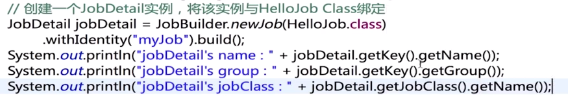 // 创建一个JobDetail实例，将该实例与HelloJob Class绑定
JobDetail jobDetail = JobBuilder.newJob(HelloJob.class)
.withIdentity("myJob").build();
System.out.println("jobDetail's name : " + jobDetail.getKey().getName());
System.out.println("jobDetail's group : " + jobDetail.getKey().getGroup());
System.out.println("jobDetail's jobClass : " + jobDetail.getJobClass().getName());